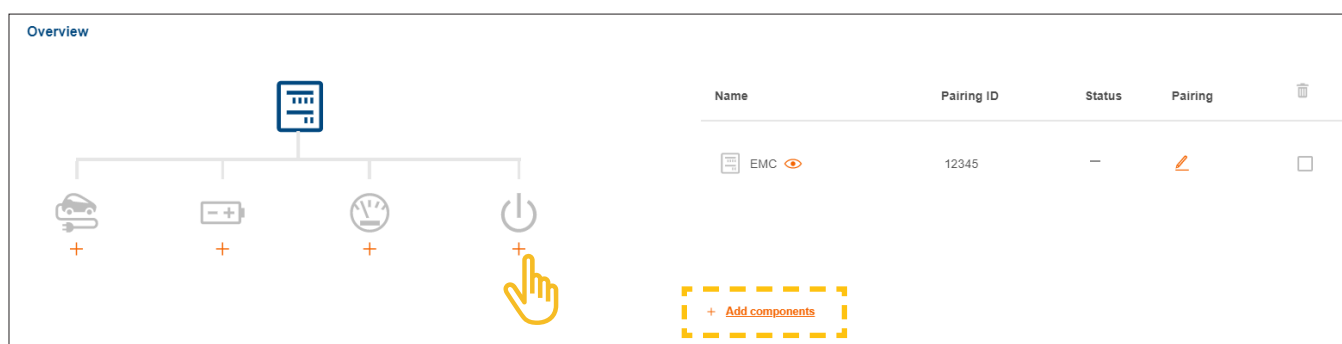 Overview
Name Pairing ID Status Pairing
EMC 12345 –
+ + + +
+ Add components